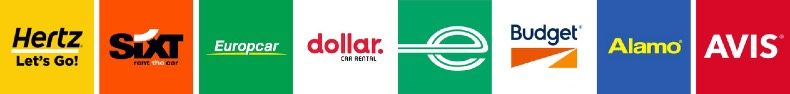 Hertz
Let's Go!
SIXT
rent the car
Europcar
dollar.
CAR RENTAL
e
Budget®
Alamo®
AVIS®